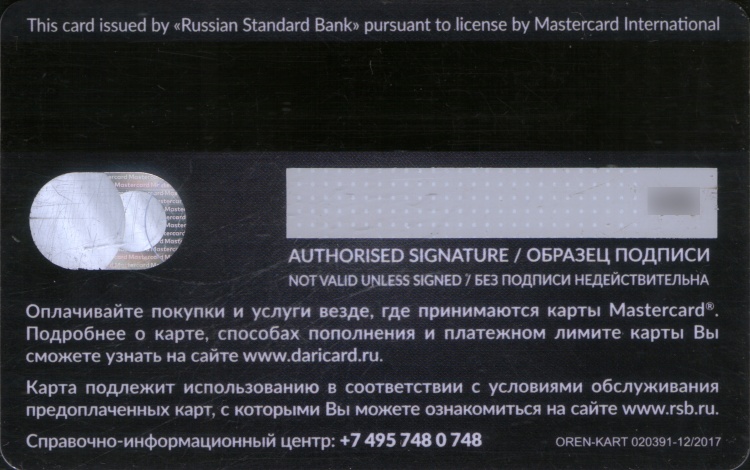 This card issued by «Russian Standard Bank» pursuant to license by Mastercard International
AUTHORISED SIGNATURE / ОБРАЗЕЦ ПОДПИСИ
NOT VALID UNLESS SIGNED / БЕЗ ПОДПИСИ НЕДЕЙСТВИТЕЛЬНА
Оплачивайте покупки и услуги везде, где принимаются карты Mastercard®.
Подробнее о карте, способах пополнения и платежном лимите карты Вы
сможете узнать на сайте www.daricard.ru.
Карта подлежит использованию в соответствии с условиями обслуживания
предоплаченных карт, с которыми Вы можете ознакомиться на сайте www.rsb.ru.
Справочно-информационный центр: +7 495 748 0 748
OREN-KART 020391-12/2017